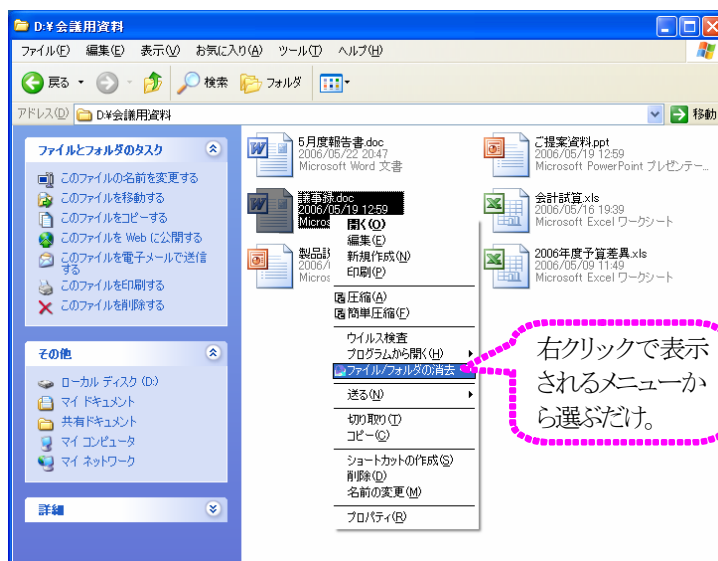 D:¥会議用資料
ファイル(F) 編集(E) 表示(V) お気に入り(A) ツール(T) ヘルプ(H)
戻る 検索 フォルダ
アドレス(D) D:¥会議用資料 移動
ファイルとフォルダのタスク
このファイルの名前を変更する
このファイルを移動する
このファイルをコピーする
このファイルを Web に公開する
このファイルを電子メールで送信
する
このファイルを印刷する
このファイルを削除する
その他
ローカル ディスク (D:)
マイ ドキュメント
共有ドキュメント
マイ コンピュータ
マイ ネットワーク
詳細
5月度報告書.doc
2006/05/22 20:47
Microsoft Word 文書
ご提案資料.ppt
2006/05/19 12:59
Microsoft PowerPoint プレゼンテー...
議事録.doc
2006/05/19 12:59
Micros
会計試算.xls
2006/05/16 19:39
Microsoft Excel ワークシート
製品
2006/
Micros
2006年度予算差異.xls
2006/05/09 11:49
Microsoft Excel ワークシート
開く(O)
編集(E)
新規作成(N)
印刷(P)
圧縮(A)
簡単圧縮(F)
ウイルス検査
プログラムから開く(H)
ファイル/フォルダの消去
送る(N)
切り取り(T)
コピー(C)
ショートカットの作成(S)
削除(D)
名前の変更(M)
プロパティ(R)
右クリックで表示
されるメニューか
ら選ぶだけ。